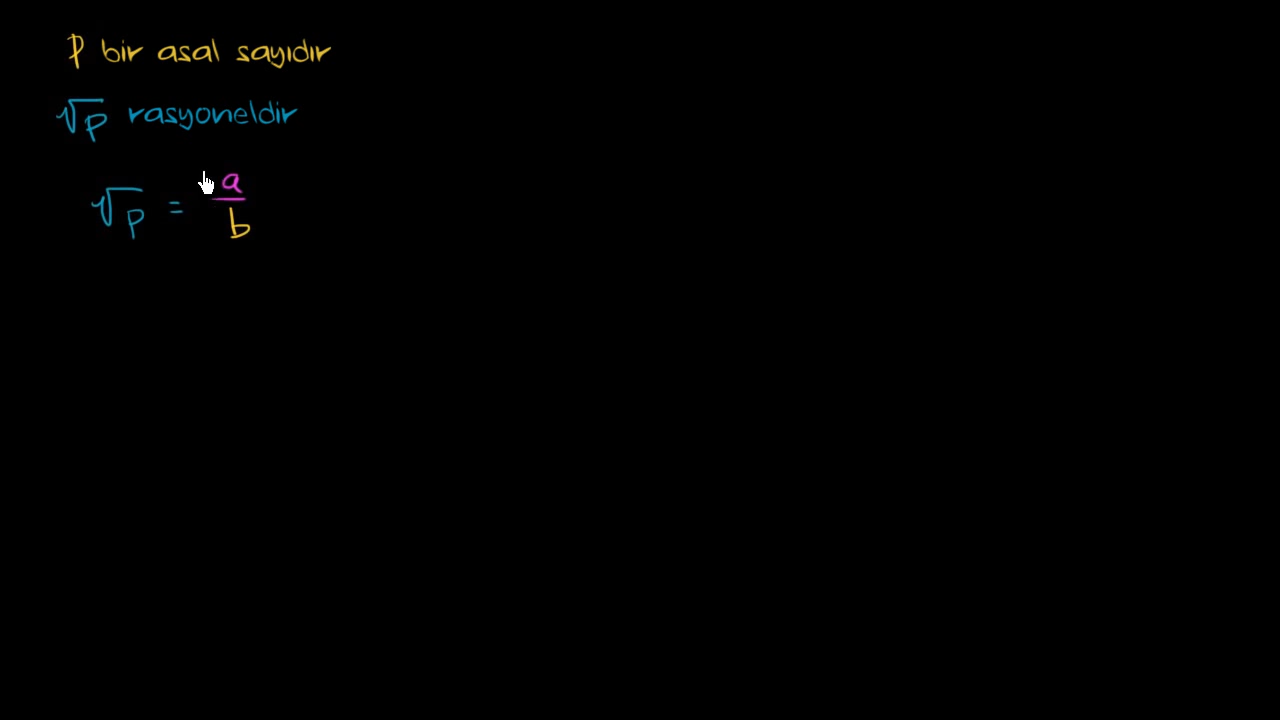 P bir asal sayıdır
√p rasyoneldir
√p = a/b